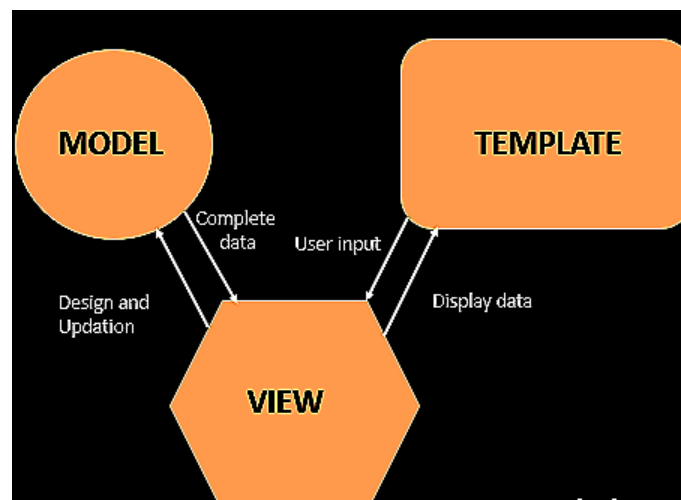 MODEL
TEMPLATE
Complete
data
User input
Design and
Updation
Display data
VIEW